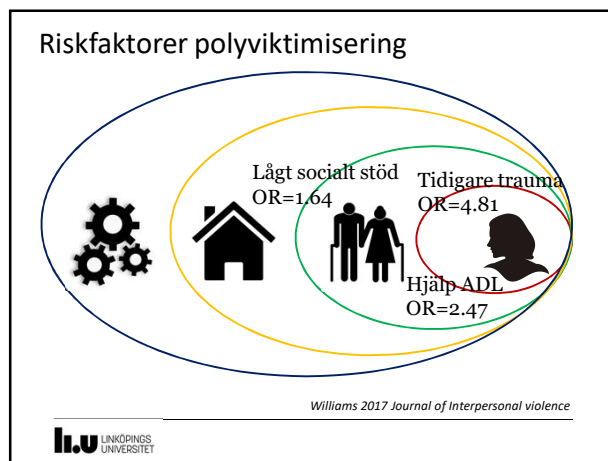 Riskfaktorer polyviktimisering
Lågt socialt stöd
OR=1.64
Tidigare trauma
OR=4.81
Hjälp ADL
OR=2.47
Williams 2017 Journal of Interpersonal violence
li.u LINKÖPINGS
UNIVERSITET